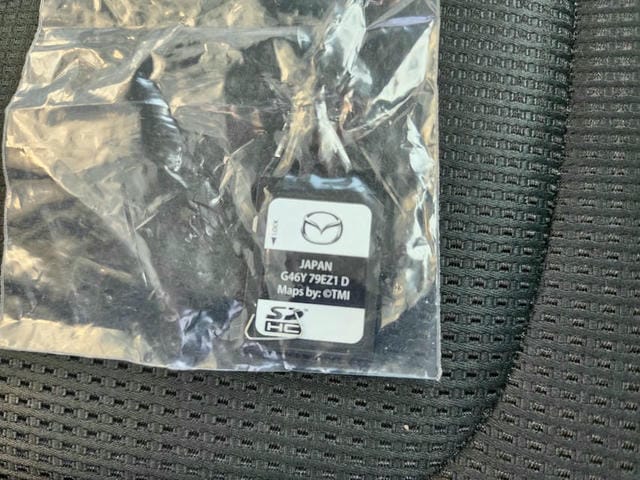 LOCK
JAPAN
G46Y 79EZ1 D
Maps by: ©TMI
SD
HC